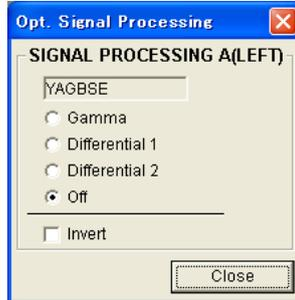 Opt. Signal Processing
SIGNAL PROCESSING A(LEFT)
YAGBSE
Gamma
Differential 1
Differential 2
Off
Invert
Close